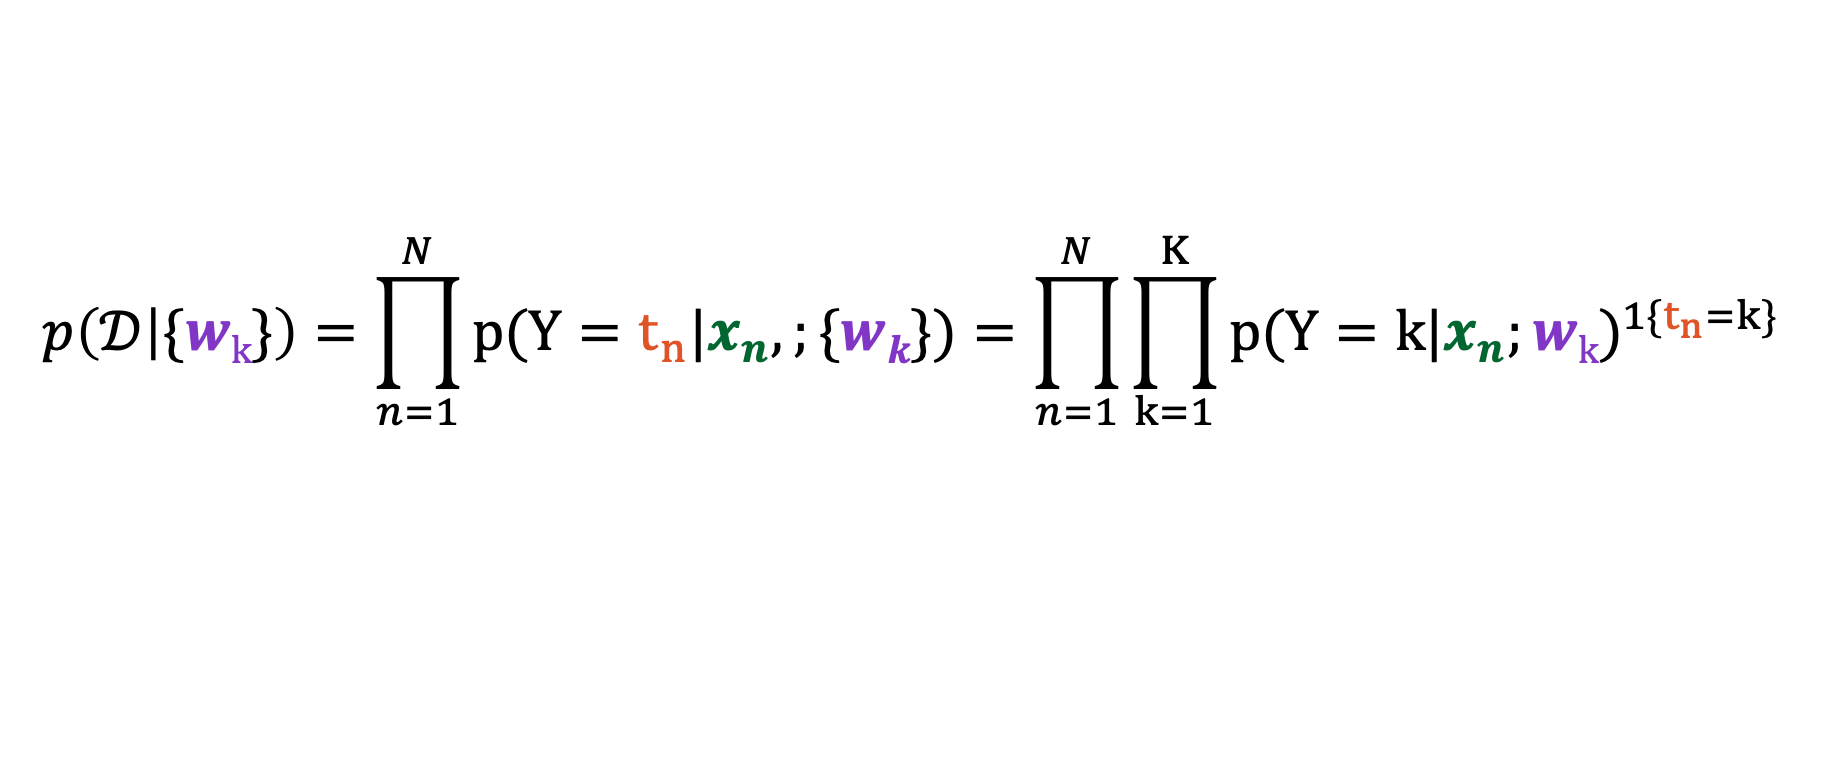 p(𝒟|{w_k}) = ∏_{n=1}^{N} p(Y = t_n|x_n,;{w_k}) = ∏_{n=1}^{N} ∏_{k=1}^{K} p(Y = k|x_n;w_k)^{1{t_n=k}}